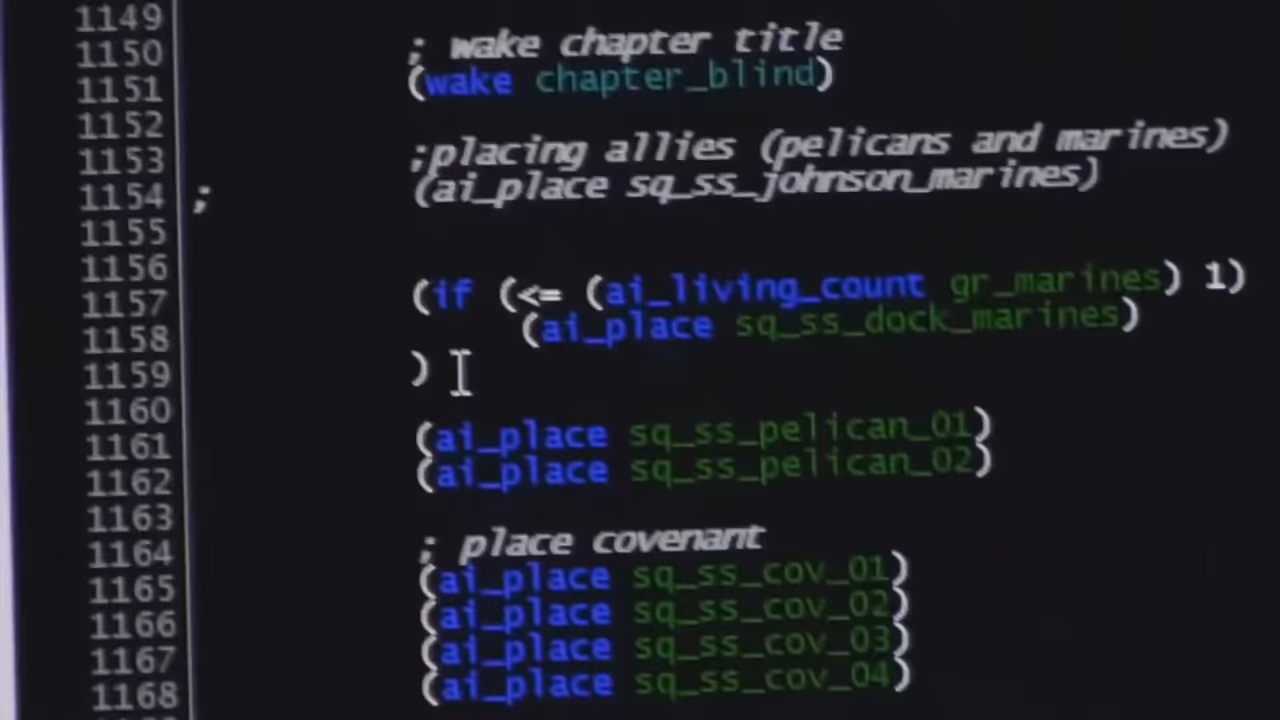 1149
1150 ; wake chapter title
1151 (wake chapter_blind)
1152
1153 ;placing allies (pelicans and marines)
1154 ; (ai_place sq_ss_johnson_marines)
1155
1156
1157 (if (<= (ai_living_count gr_marines) 1)
1158 (ai_place sq_ss_dock_marines)
1159 )
1160
1161 (ai_place sq_ss_pelican_01)
1162 (ai_place sq_ss_pelican_02)
1163
1164 ; place covenant
1165 (ai_place sq_ss_cov_01)
1166 (ai_place sq_ss_cov_02)
1167 (ai_place sq_ss_cov_03)
1168 (ai_place sq_ss_cov_04)